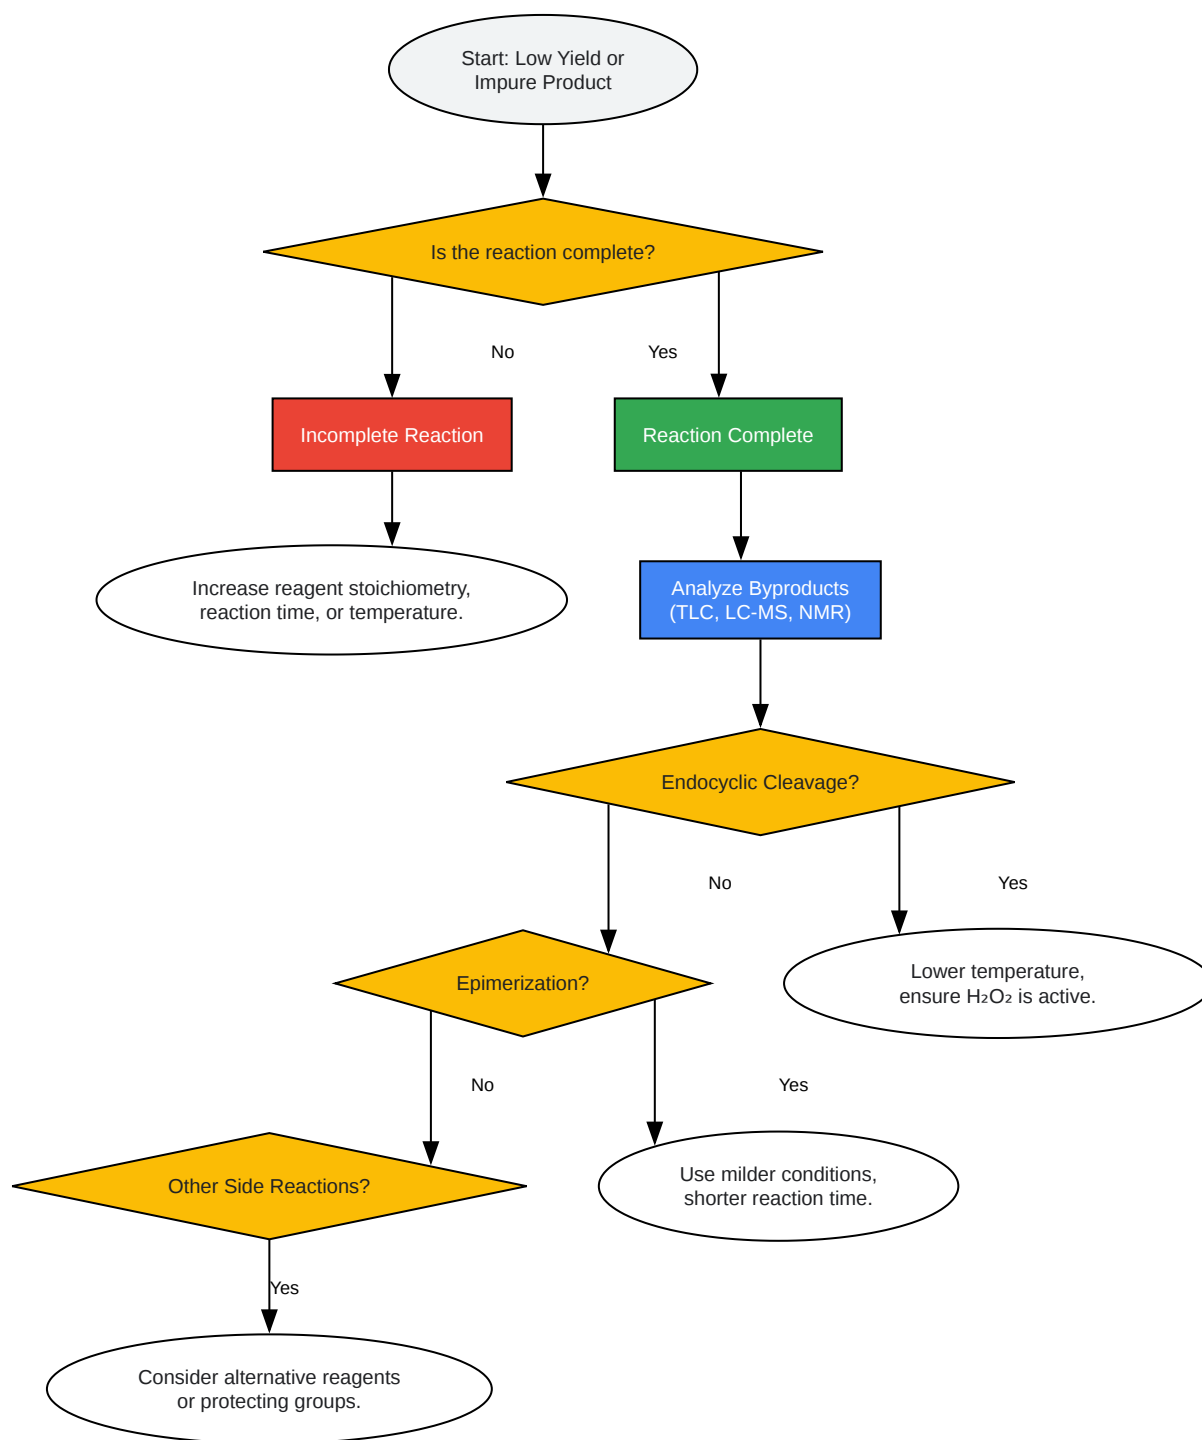 Start: Low Yield or
Impure Product
Is the reaction complete?
No
Yes
Incomplete Reaction
Reaction Complete
Increase reagent stoichiometry,
reaction time, or temperature.
Analyze Byproducts
(TLC, LC-MS, NMR)
Endocyclic Cleavage?
No
Yes
Epimerization?
Lower temperature,
ensure H₂O₂ is active.
No
Yes
Other Side Reactions?
Use milder conditions,
shorter reaction time.
Yes
Consider alternative reagents
or protecting groups.